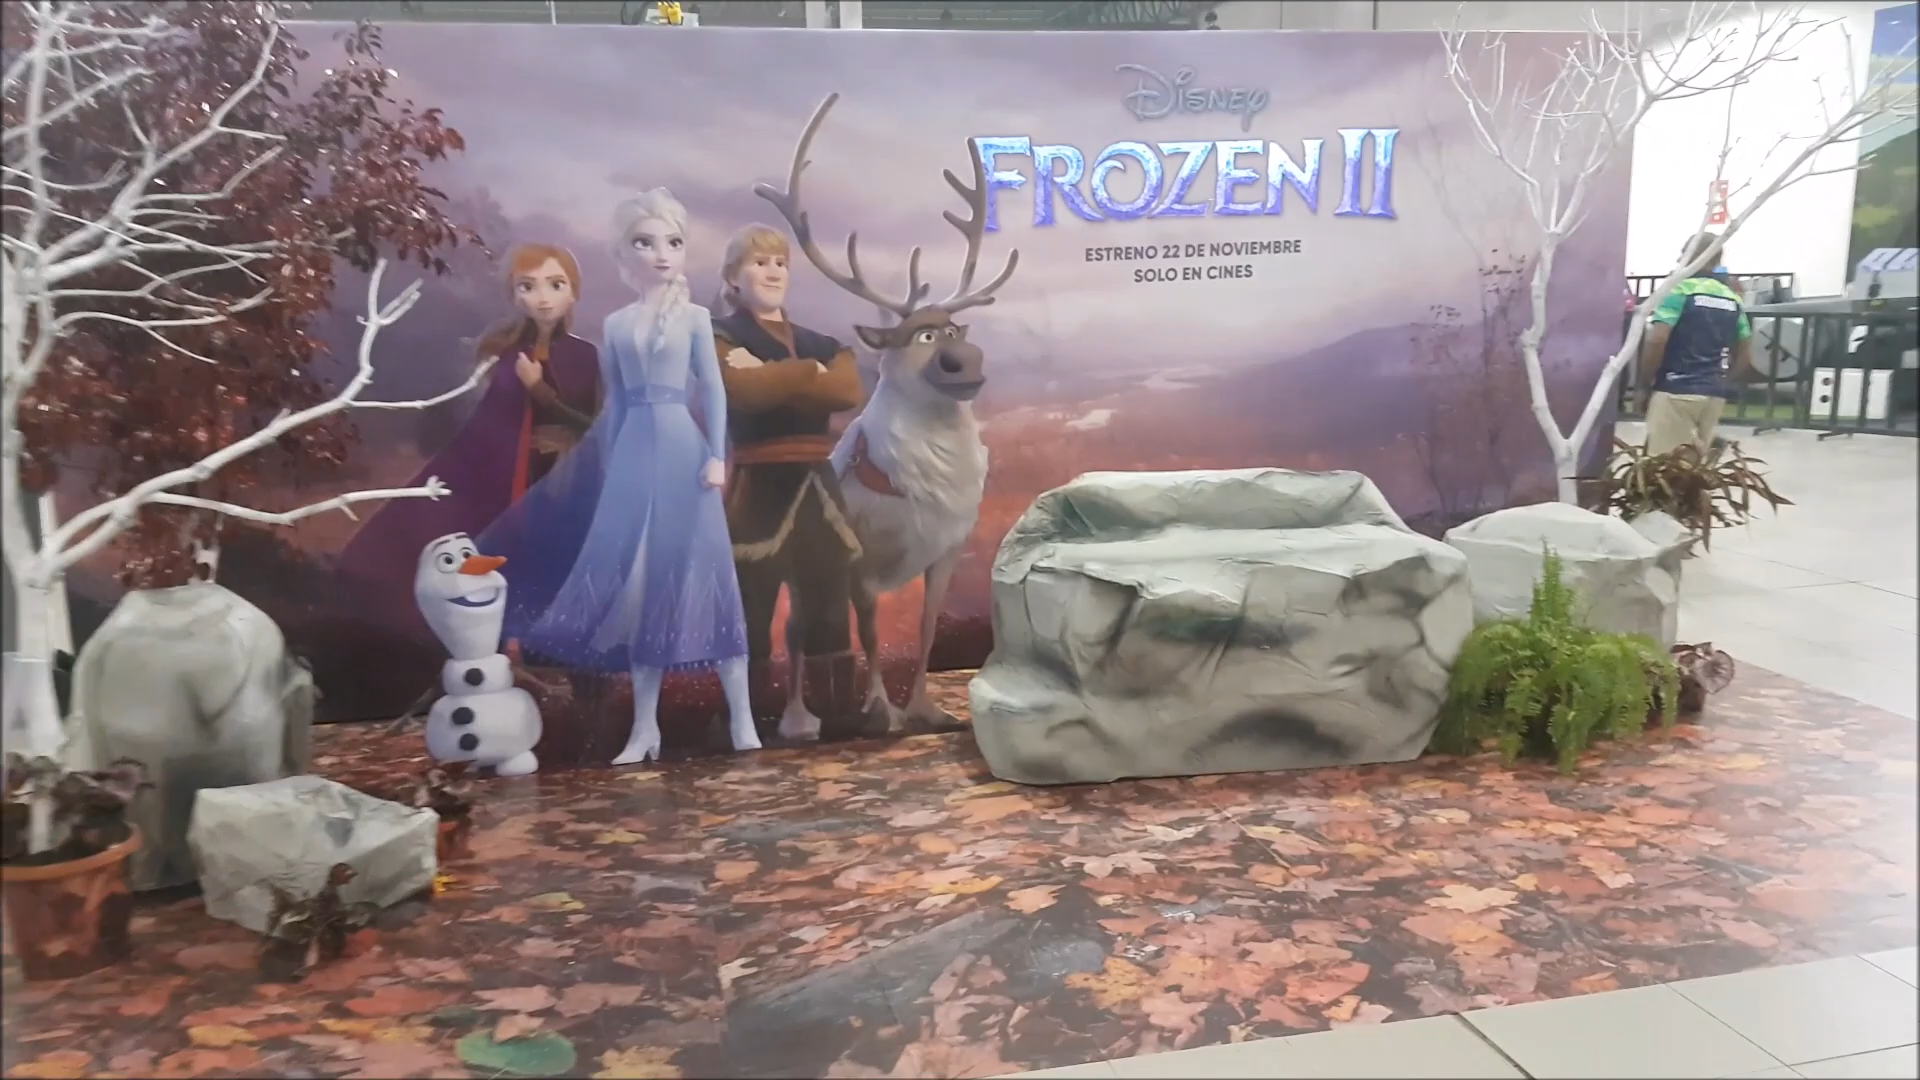 Disney
FROZEN II
ESTRENO 22 DE NOVIEMBRE
SOLO EN CINES